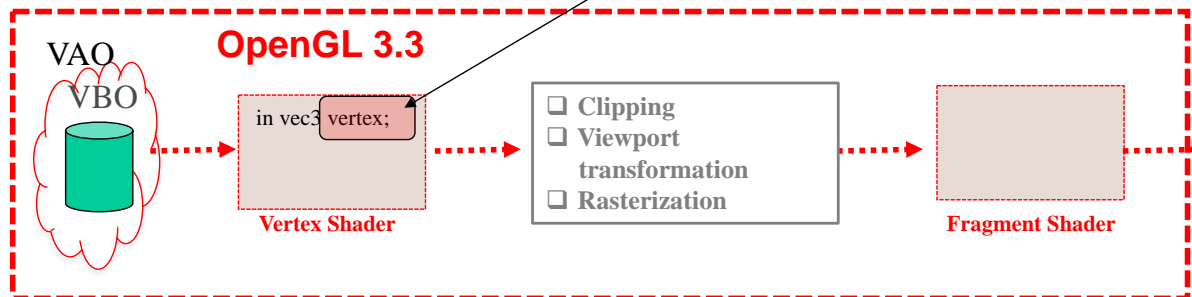 OpenGL 3.3
VAO
VBO
in vec3 vertex;
Vertex Shader
❑ Clipping
❑ Viewport
transformation
❑ Rasterization
Fragment Shader